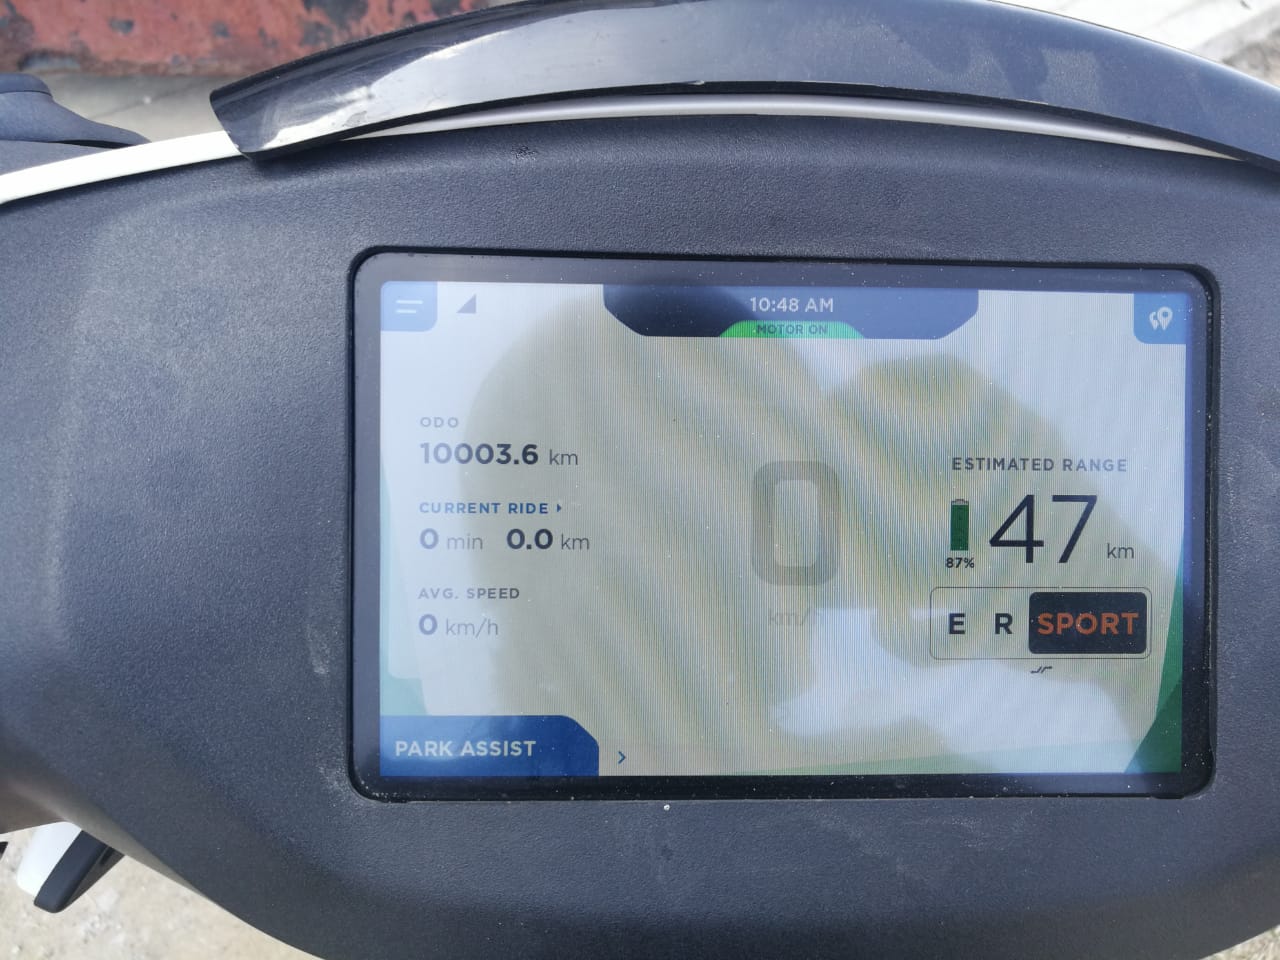 10:48 AM
MOTOR ON
ODO
10003.6 km
CURRENT RIDE
0 min 0.0 km
AVG. SPEED
0 km/h
0
km/h
ESTIMATED RANGE
47 km
87%
E R SPORT
PARK ASSIST